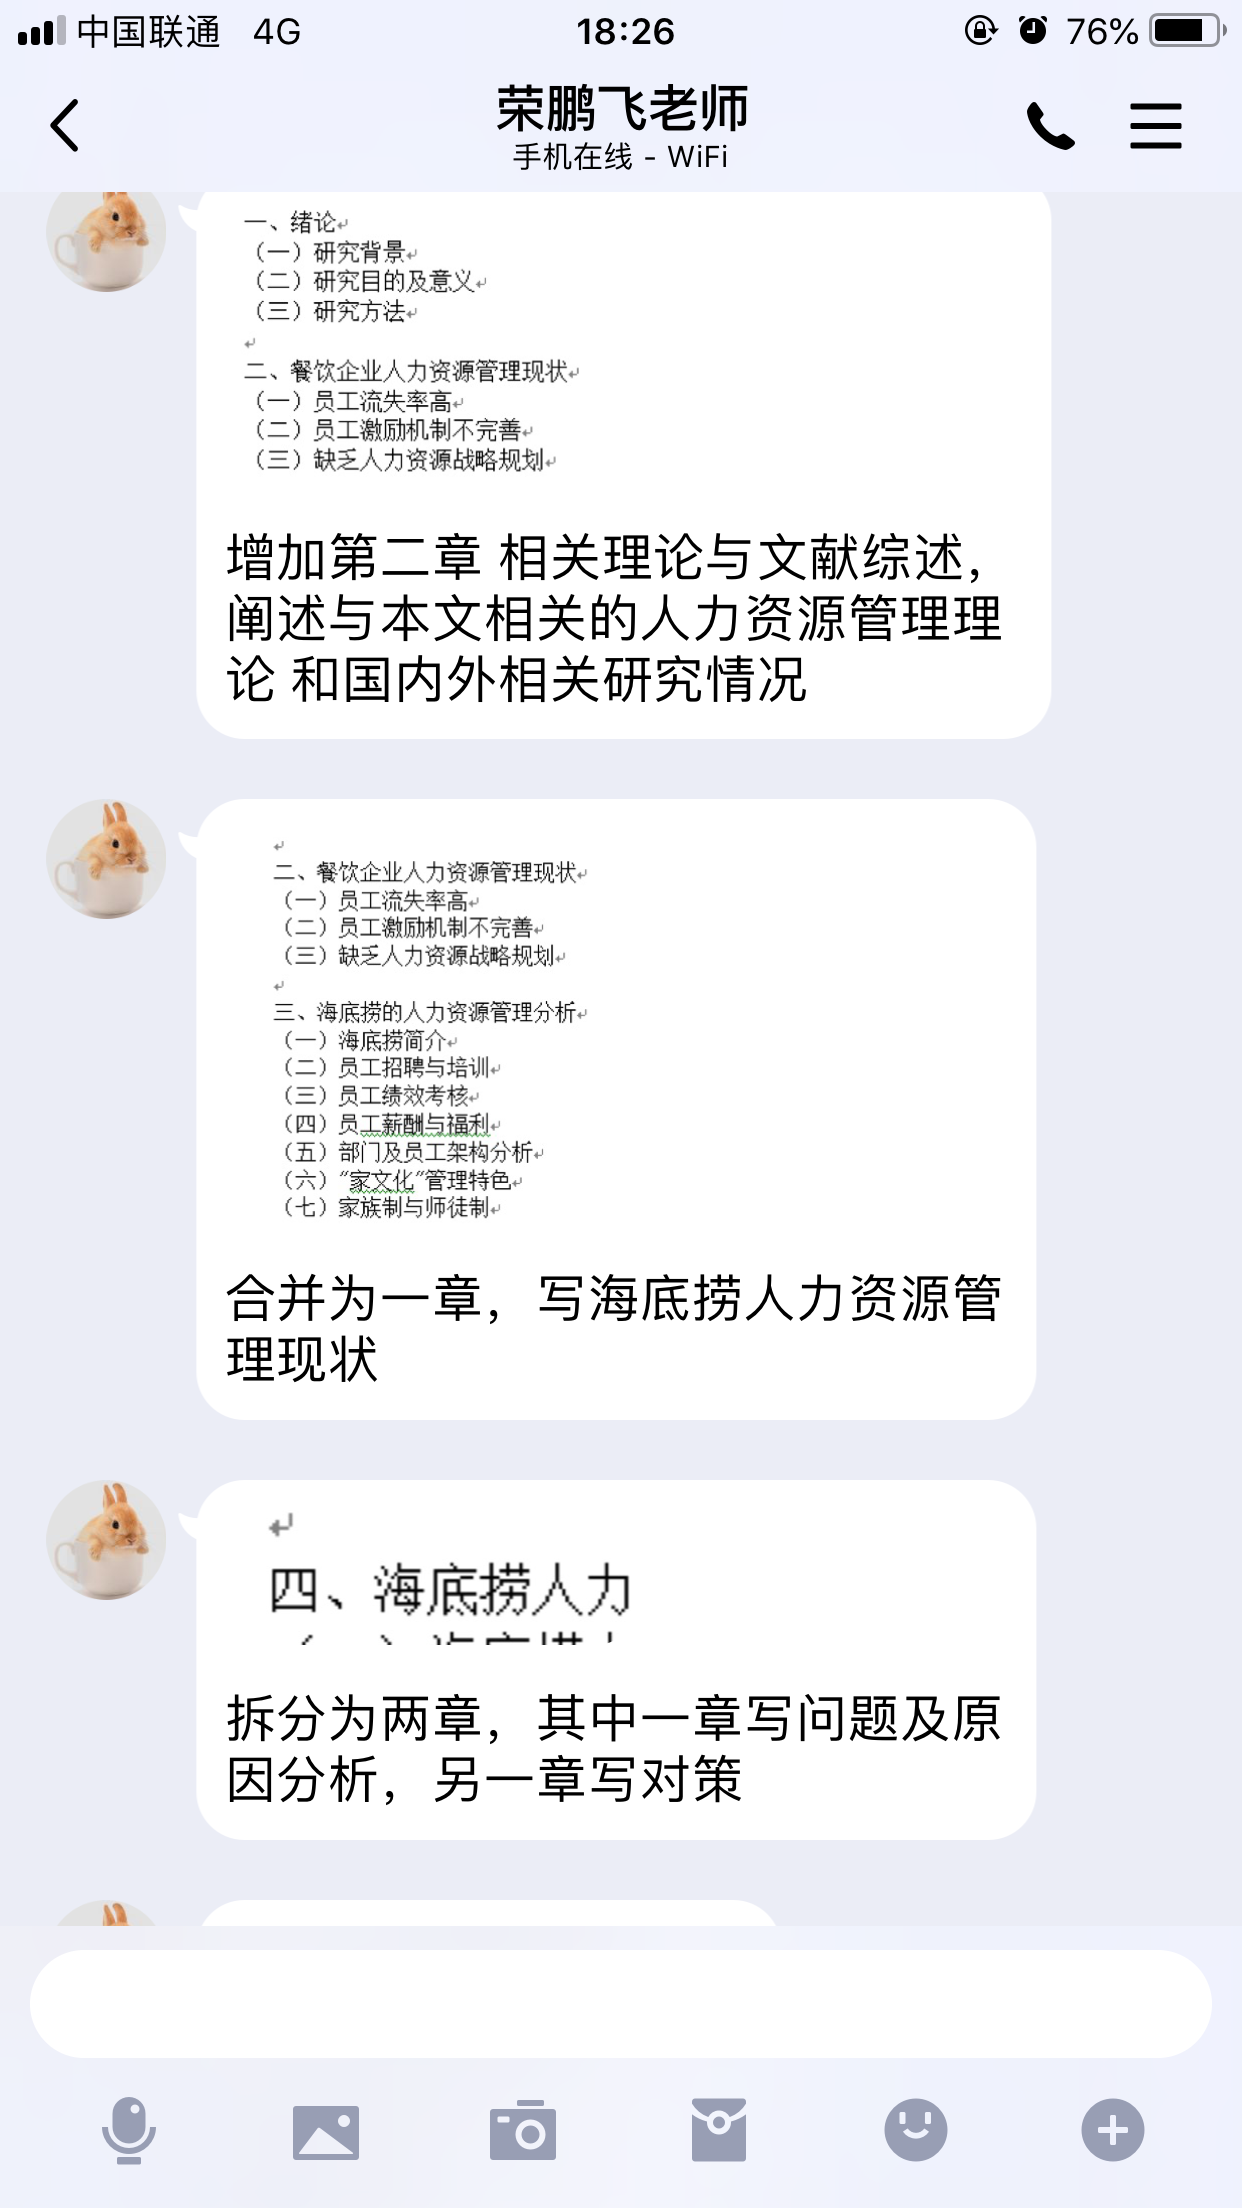 中国联通 4G 18:26 76%
荣鹏飞老师
手机在线 - WiFi
一、绪论
（一）研究背景
（二）研究目的及意义
（三）研究方法
二、餐饮企业人力资源管理现状
（一）员工流失率高
（二）员工激励机制不完善
（三）缺乏人力资源战略规划
增加第二章 相关理论与文献综述，
阐述与本文相关的人力资源管理理
论 和国内外相关研究情况
二、餐饮企业人力资源管理现状
（一）员工流失率高
（二）员工激励机制不完善
（三）缺乏人力资源战略规划
三、海底捞的人力资源管理分析
（一）海底捞简介
（二）员工招聘与培训
（三）员工绩效考核
（四）员工薪酬与福利
（五）部门及员工架构分析
（六）“家文化”管理特色
（七）家族制与师徒制
合并为一章，写海底捞人力资源管
理现状
四、海底捞人力
拆分为两章，其中一章写问题及原
因分析，另一章写对策